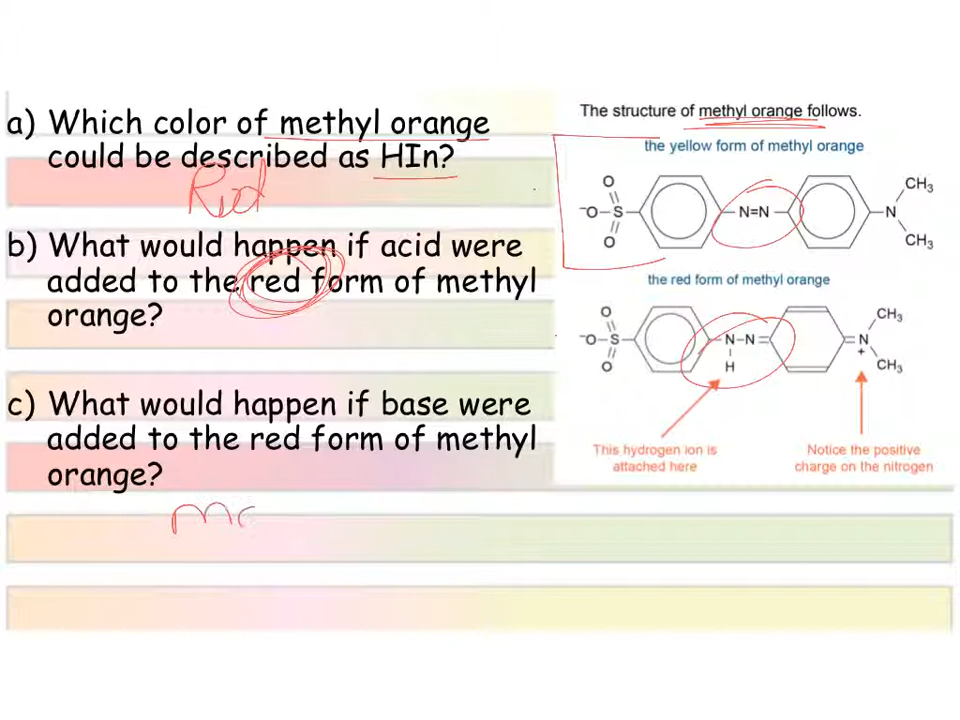 a) Which color of methyl orange
could be described as HIn?
Red
b) What would happen if acid were
added to the red form of methyl
orange?
c) What would happen if base were
added to the red form of methyl
orange?
The structure of methyl orange follows.
the yellow form of methyl orange
O
⁻O-S
O
N=N
N
CH₃
CH₃
the red form of methyl orange
O
⁻O-S
O
N-N
H
N
+
CH₃
CH₃
This hydrogen ion is
attached here
Notice the positive
charge on the nitrogen